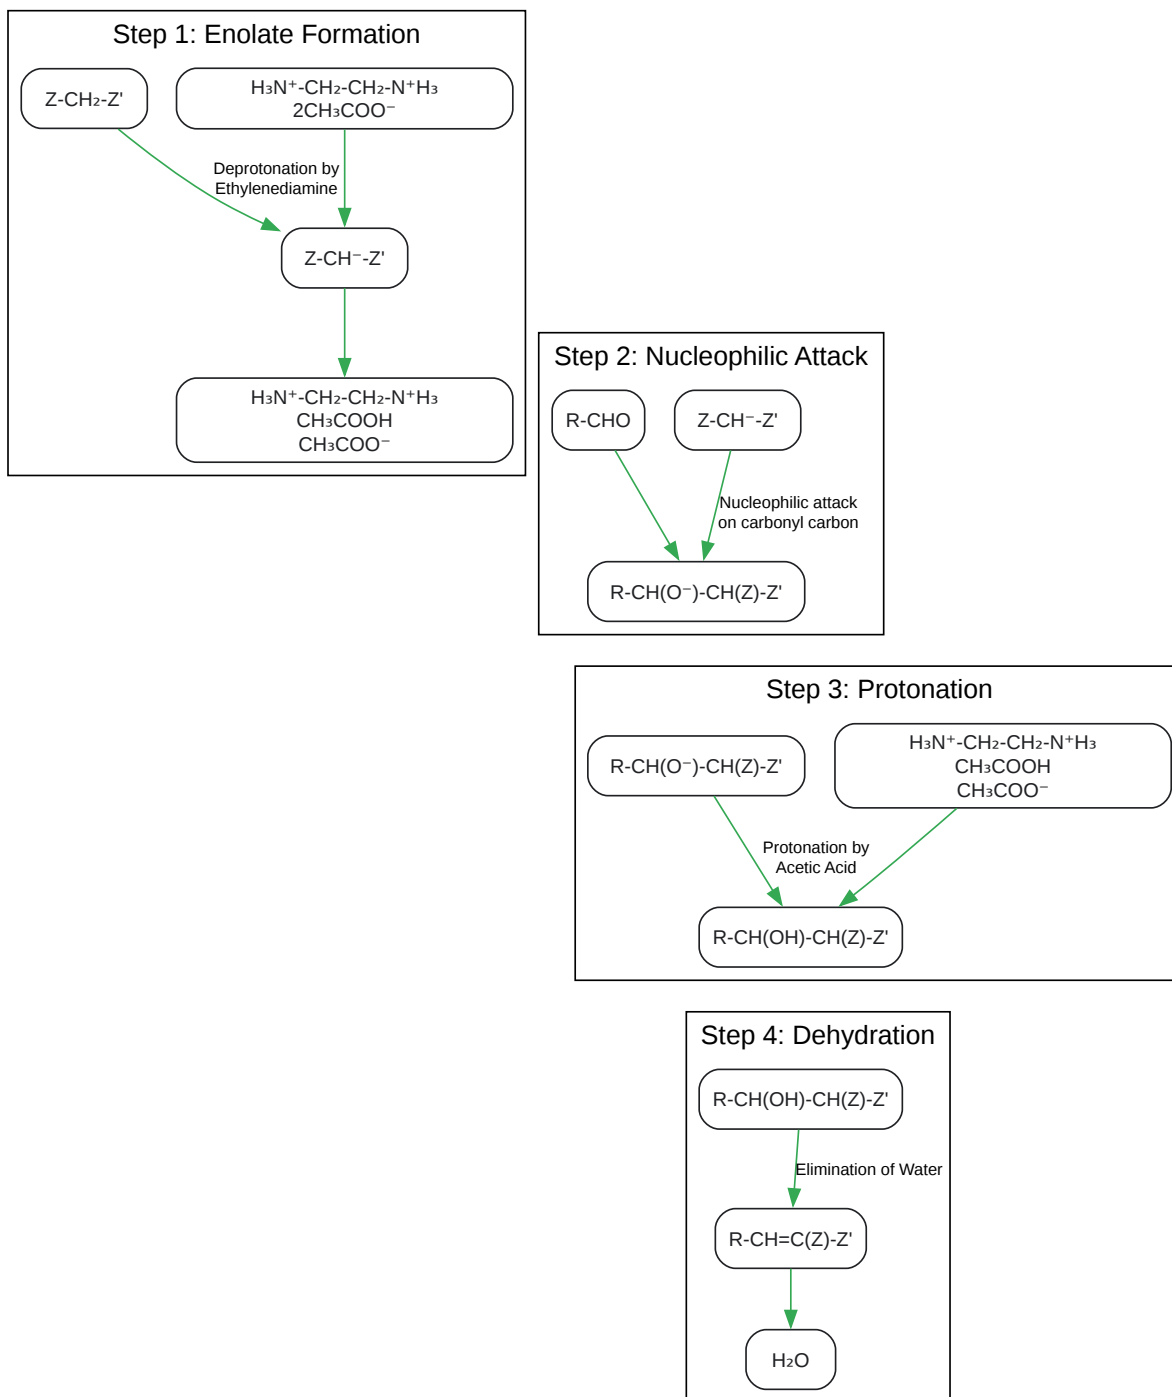 Step 1: Enolate Formation
Z-CH₂-Z'
H₃N⁺-CH₂-CH₂-N⁺H₃
2CH₃COO⁻
Deprotonation by
Ethylenediamine
Z-CH⁻-Z'
H₃N⁺-CH₂-CH₂-N⁺H₃
CH₃COOH
CH₃COO⁻
Step 2: Nucleophilic Attack
R-CHO
Z-CH⁻-Z'
Nucleophilic attack
on carbonyl carbon
R-CH(O⁻)-CH(Z)-Z'
Step 3: Protonation
R-CH(O⁻)-CH(Z)-Z'
H₃N⁺-CH₂-CH₂-N⁺H₃
CH₃COOH
CH₃COO⁻
Protonation by
Acetic Acid
R-CH(OH)-CH(Z)-Z'
Step 4: Dehydration
R-CH(OH)-CH(Z)-Z'
Elimination of Water
R-CH=C(Z)-Z'
H₂O